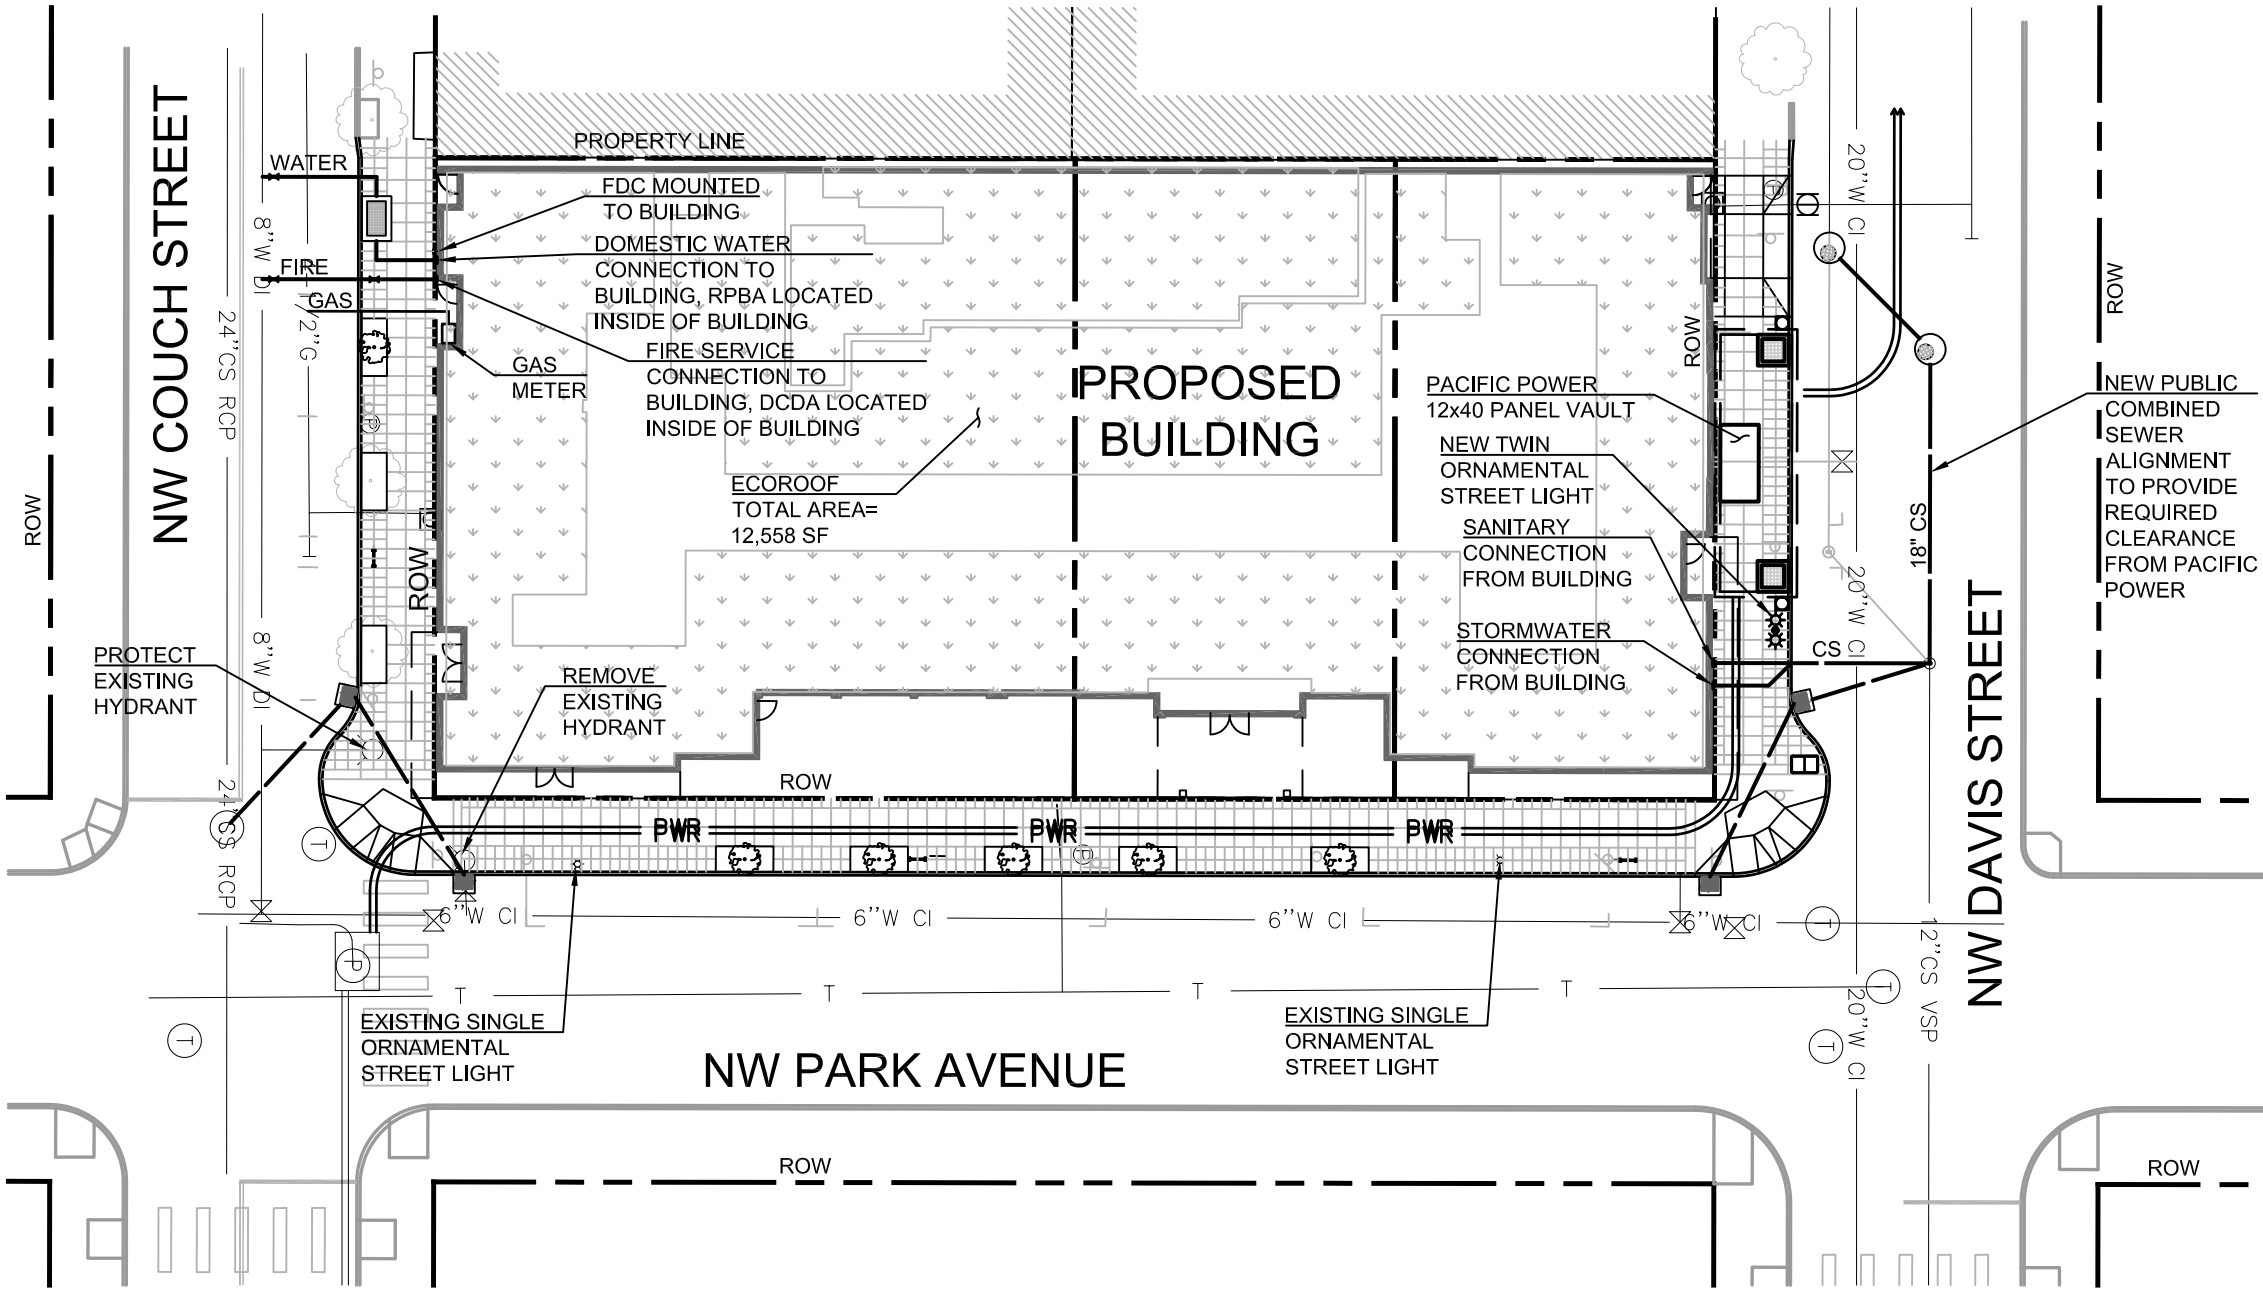 NW COUCH STREET
ROW
WATER
FIRE
GAS
8''W DI
24''CS RCP
1/2''G
8''W DI
ROW
PROPERTY LINE
FDC MOUNTED
TO BUILDING
DOMESTIC WATER
CONNECTION TO
BUILDING, RPBA LOCATED
INSIDE OF BUILDING
FIRE SERVICE
CONNECTION TO
BUILDING, DCDA LOCATED
INSIDE OF BUILDING
GAS
METER
ECOROOF
TOTAL AREA=
12,558 SF
PROPOSED
BUILDING
PACIFIC POWER
12x40 PANEL VAULT
NEW TWIN
ORNAMENTAL
STREET LIGHT
SANITARY
CONNECTION
FROM BUILDING
STORMWATER
CONNECTION
FROM BUILDING
ROW
20''W CI
20''W CI
18" CS
CS
ROW
NEW PUBLIC
COMBINED
SEWER
ALIGNMENT
TO PROVIDE
REQUIRED
CLEARANCE
FROM PACIFIC
POWER
NW DAVIS STREET
PROTECT
EXISTING
HYDRANT
REMOVE
EXISTING
HYDRANT
ROW
PWR
PWR
PWR
P
P
P
T
24''CS RCP
6''W CI
6''W CI
6''W CI
6''W CI
T
12''CS VSP
P
T
T
T
T
T
T
T
20''W CI
EXISTING SINGLE
ORNAMENTAL
STREET LIGHT
EXISTING SINGLE
ORNAMENTAL
STREET LIGHT
NW PARK AVENUE
ROW
ROW